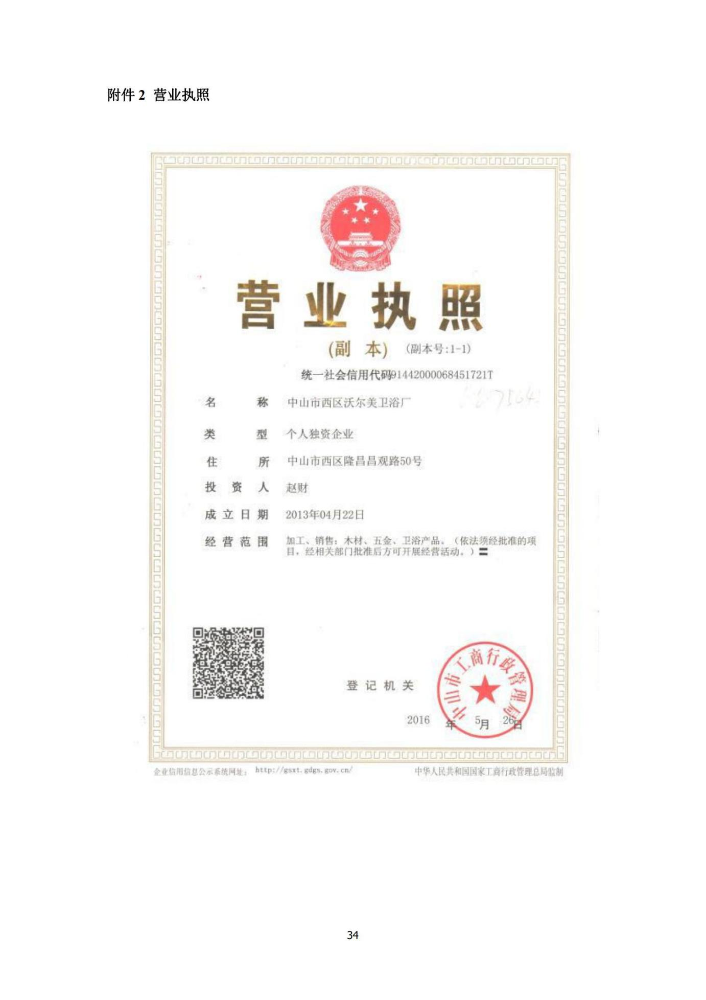 附件 2 营业执照
营业执照
(副 本) (副本号:1-1)
统一社会信用代码91442000068451721T
名称 中山市西区沃尔美卫浴厂
类型 个人独资企业
住所 中山市西区隆昌昌观路50号
投资人 赵财
成立日期 2013年04月22日
经营范围 加工、销售：木材、五金、卫浴产品。（依法须经批准的项
目，经相关部门批准后方可开展经营活动。）
登记机关
中山市工商行政管理局
2016 年 5月 26日
企业信用信息公示系统网址： http://gsxt.gdgs.gov.cn/ 中华人民共和国国家工商行政管理总局监制
34